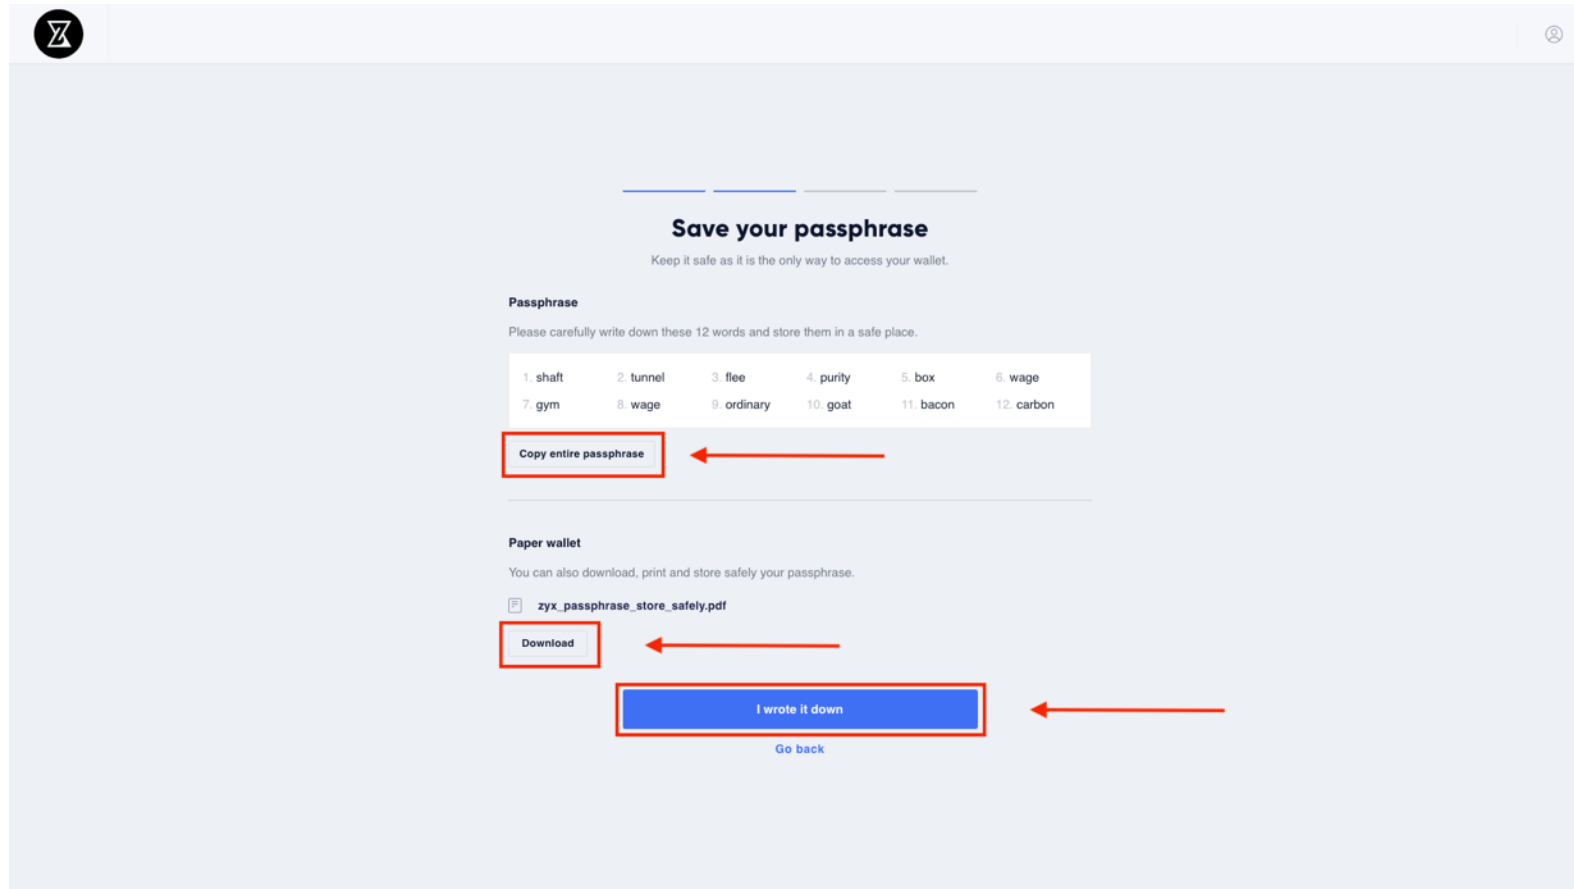 Save your passphrase
Keep it safe as it is the only way to access your wallet.
Passphrase
Please carefully write down these 12 words and store them in a safe place.
1. shaft 2. tunnel 3. flee 4. purity 5. box 6. wage
7. gym 8. wage 9. ordinary 10. goat 11. bacon 12. carbon
Copy entire passphrase
Paper wallet
You can also download, print and store safely your passphrase.
zyx_passphrase_store_safely.pdf
Download
I wrote it down
Go back